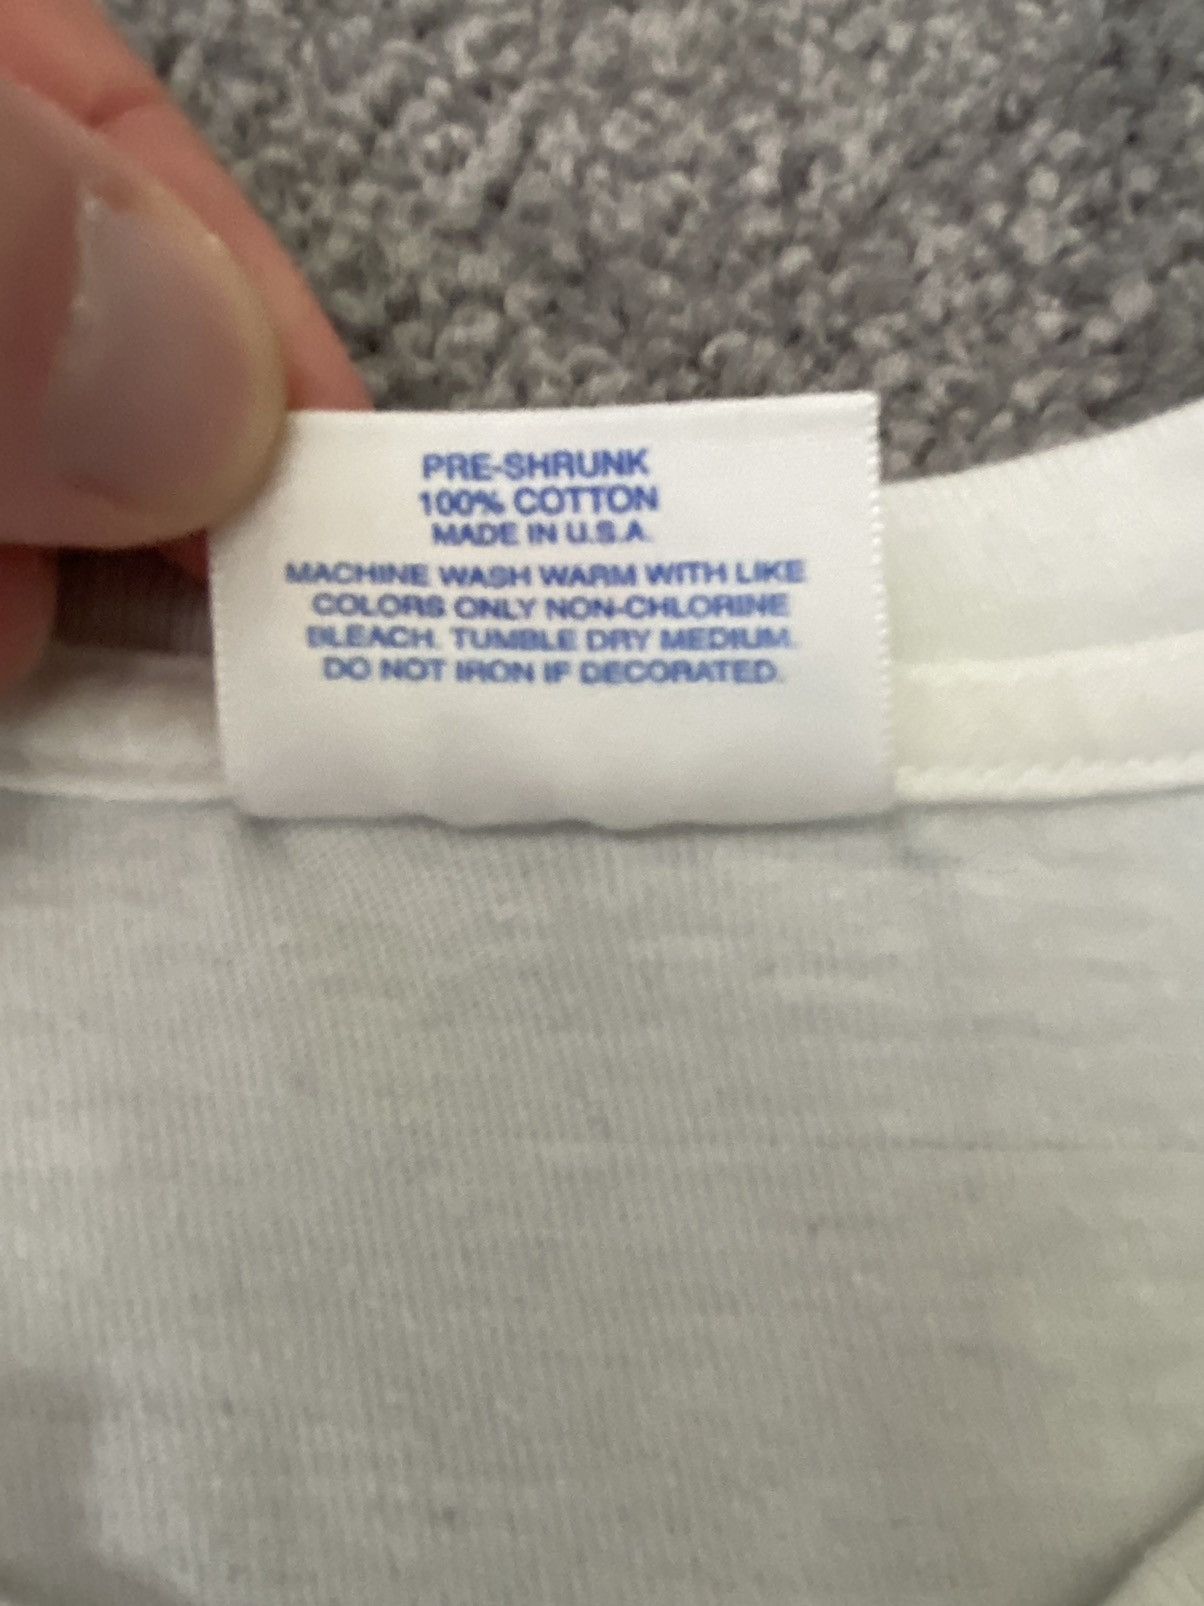 PRE-SHRUNK
100% COTTON
MADE IN U.S.A.
MACHINE WASH WARM WITH LIKE
COLORS ONLY NON-CHLORINE
BLEACH. TUMBLE DRY MEDIUM.
DO NOT IRON IF DECORATED.